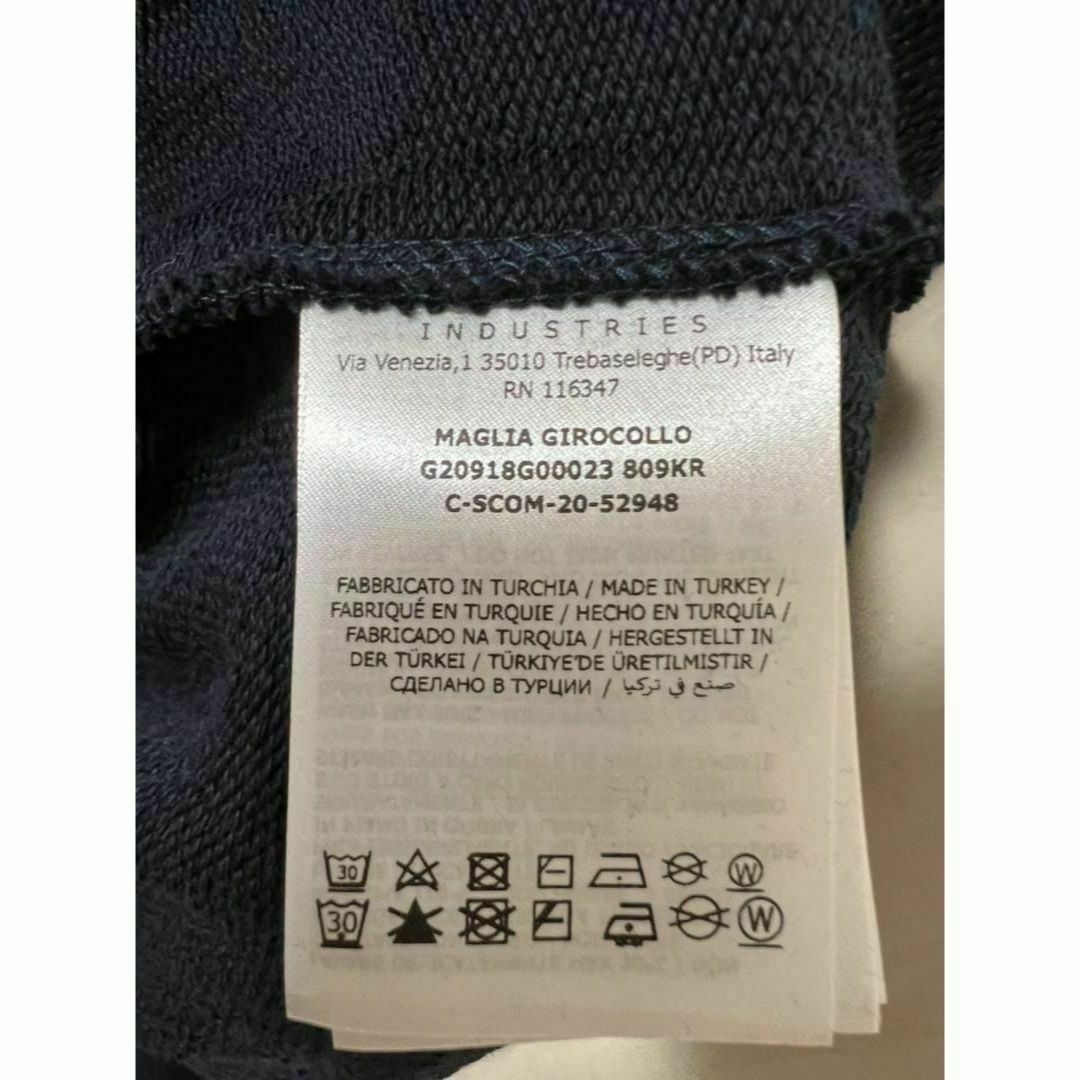 INDUSTRIES
Via Venezia,1 35010 Trebaseleghe(PD) Italy
RN 116347
MAGLIA GIROCOLLO
G20918G00023 809KR
C-SCOM-20-52948
FABBRICATO IN TURCHIA / MADE IN TURKEY /
FABRIQUÉ EN TURQUIE / HECHO EN TURQUÍA /
FABRICADO NA TURQUIA / HERGESTELLT IN
DER TÜRKEI / TÜRKIYE'DE ÜRETILMISTIR /
СДЕЛАНО В ТУРЦИИ / صنع في تركيا
30 W
30 W